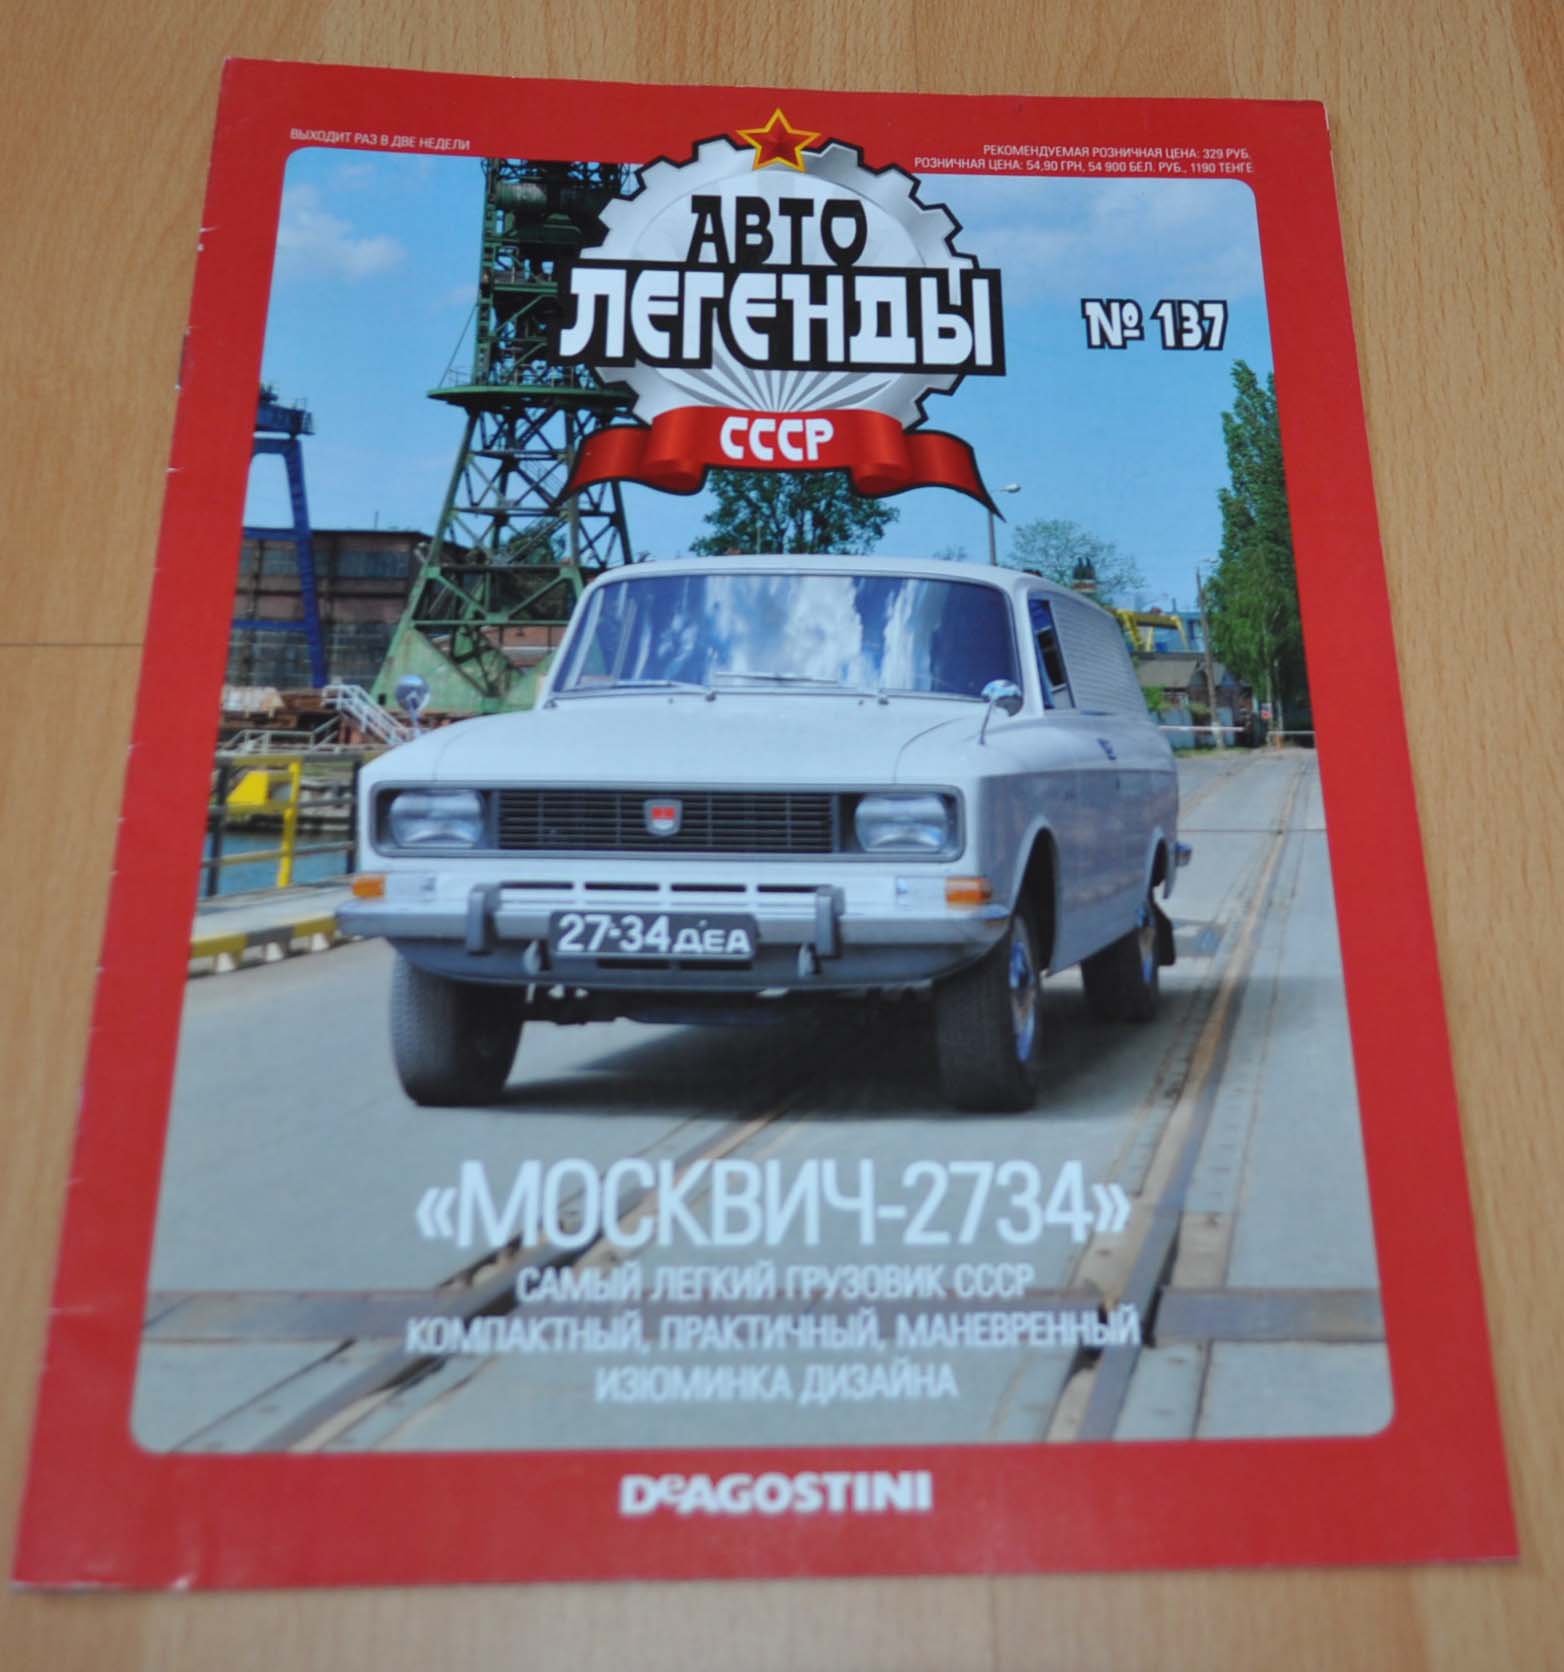 ВЫХОДИТ РАЗ В ДВЕ НЕДЕЛИ
РЕКОМЕНДУЕМАЯ РОЗНИЧНАЯ ЦЕНА: 329 РУБ.
РОЗНИЧНАЯ ЦЕНА: 54,90 ГРН, 54 900 БЕЛ. РУБ., 1190 ТЕНГЕ
АВТО
ЛЕГЕНДЫ
СССР
№ 137
27-34 ДЕА
«МОСКВИЧ-2734»
САМЫЙ ЛЕГКИЙ ГРУЗОВИК СССР
КОМПАКТНЫЙ, ПРАКТИЧНЫЙ, МАНЕВРЕННЫЙ
ИЗЮМИНКА ДИЗАЙНА
DeAGOSTINI